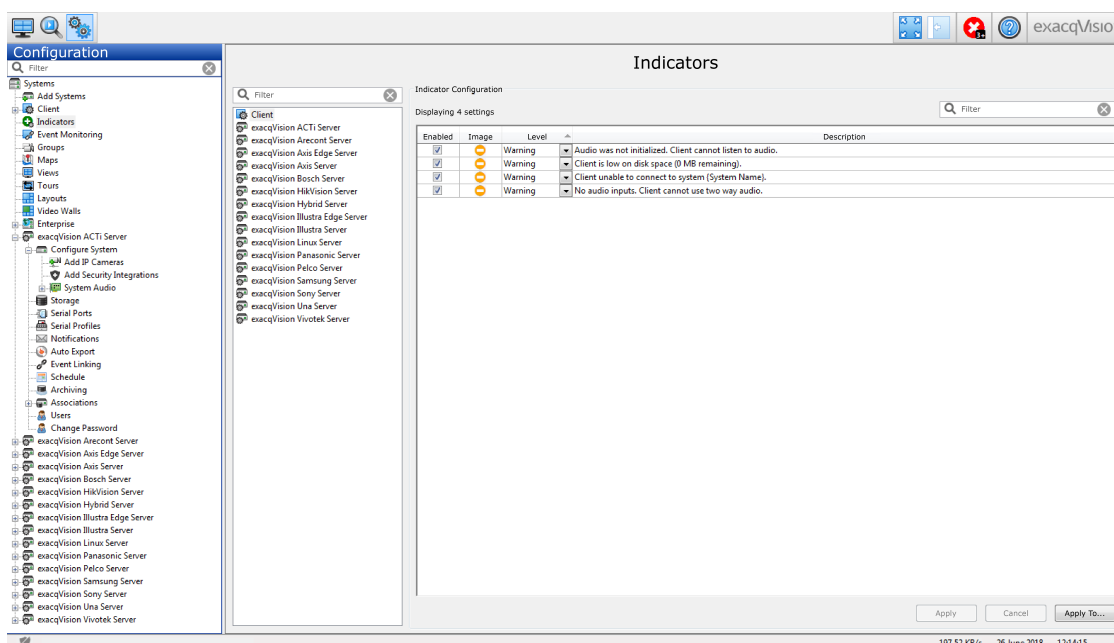 exacqVisio
Configuration
Filter
Systems
Add Systems
Client
Indicators
Event Monitoring
Groups
Maps
Views
Tours
Layouts
Video Walls
Enterprise
exacqVision ACTi Server
Configure System
Add IP Cameras
Add Security Integrations
System Audio
Storage
Serial Ports
Serial Profiles
Notifications
Auto Export
Event Linking
Schedule
Archiving
Associations
Users
Change Password
exacqVision Arecont Server
exacqVision Axis Edge Server
exacqVision Axis Server
exacqVision Bosch Server
exacqVision HikVision Server
exacqVision Hybrid Server
exacqVision Illustra Edge Server
exacqVision Illustra Server
exacqVision Linux Server
exacqVision Panasonic Server
exacqVision Pelco Server
exacqVision Samsung Server
exacqVision Sony Server
exacqVision Una Server
exacqVision Vivotek Server
Indicators
Filter
Client
exacqVision ACTi Server
exacqVision Arecont Server
exacqVision Axis Edge Server
exacqVision Axis Server
exacqVision Bosch Server
exacqVision HikVision Server
exacqVision Hybrid Server
exacqVision Illustra Edge Server
exacqVision Illustra Server
exacqVision Linux Server
exacqVision Panasonic Server
exacqVision Pelco Server
exacqVision Samsung Server
exacqVision Sony Server
exacqVision Una Server
exacqVision Vivotek Server
Indicator Configuration
Displaying 4 settings
Filter
Enabled Image Level Description
Warning Audio was not initialized. Client cannot listen to audio.
Warning Client is low on disk space (0 MB remaining).
Warning Client unable to connect to system {System Name}.
Warning No audio inputs. Client cannot use two way audio.
Apply Cancel Apply To...
197.52 KB/s 26 June 2018 12:14:15